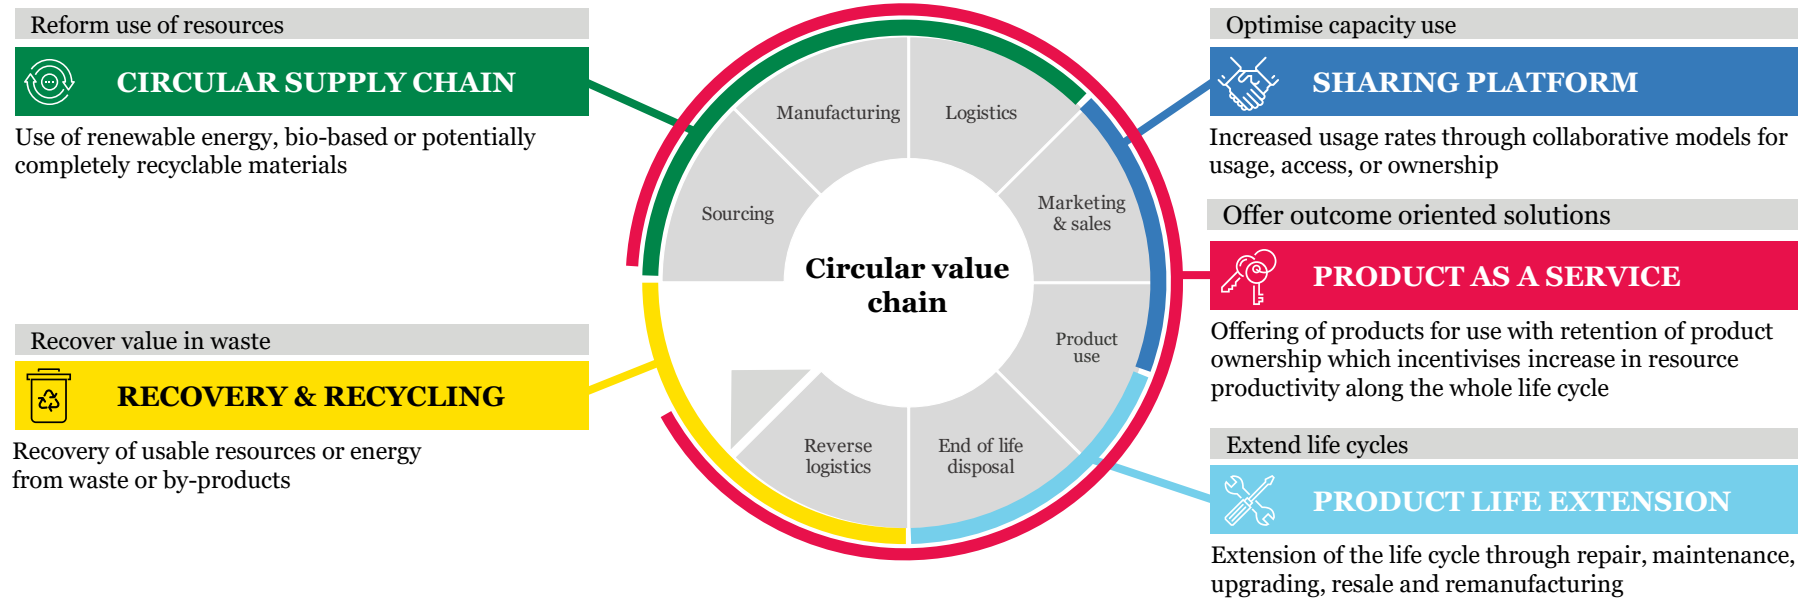 Reform use of resources
CIRCULAR SUPPLY CHAIN
Use of renewable energy, bio-based or potentially
completely recyclable materials
Recover value in waste
RECOVERY & RECYCLING
Recovery of usable resources or energy
from waste or by-products
Manufacturing
Logistics
Sourcing
Marketing
& sales
Circular value
chain
Product
use
Reverse
logistics
End of life
disposal
Optimise capacity use
SHARING PLATFORM
Increased usage rates through collaborative models for
usage, access, or ownership
Offer outcome oriented solutions
PRODUCT AS A SERVICE
Offering of products for use with retention of product
ownership which incentivises increase in resource
productivity along the whole life cycle
Extend life cycles
PRODUCT LIFE EXTENSION
Extension of the life cycle through repair, maintenance,
upgrading, resale and remanufacturing